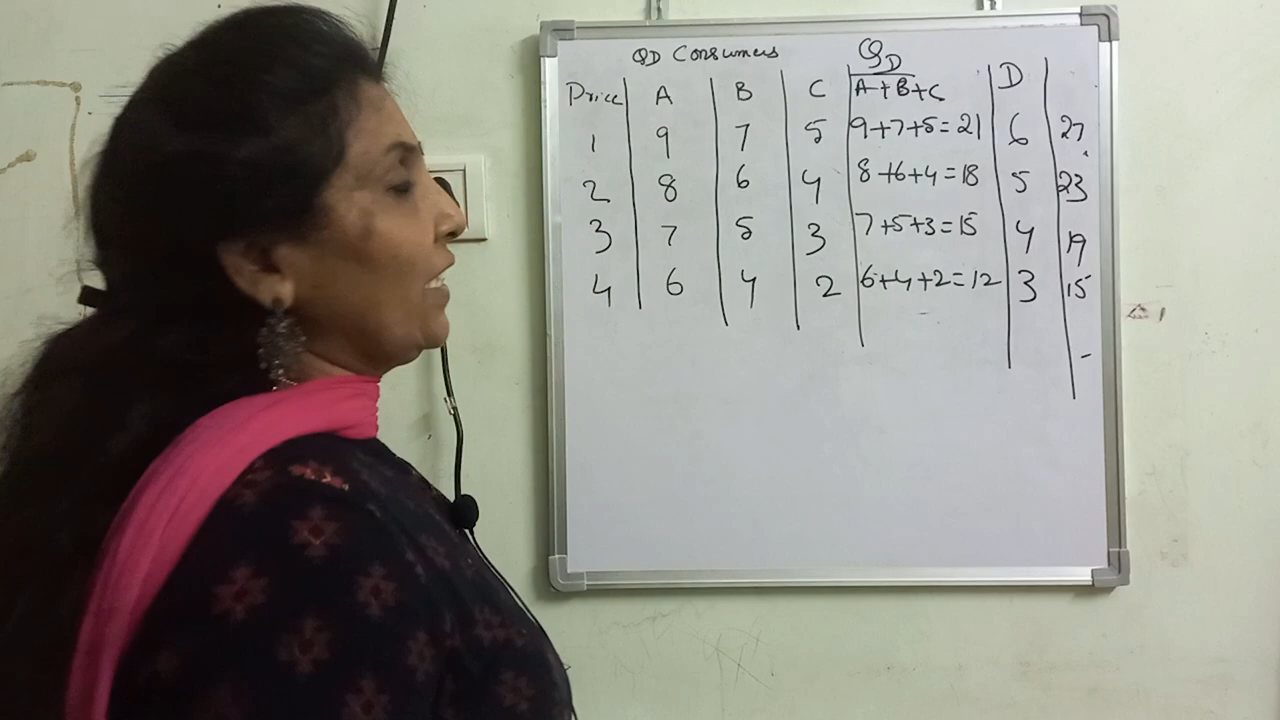 QD Consumers QD
Price A B C A+B+C D
1 9 7 5 9+7+5=21 6 27
2 8 6 4 8+6+4=18 5 23
3 7 5 3 7+5+3=15 4 19
4 6 4 2 6+4+2=12 3 15